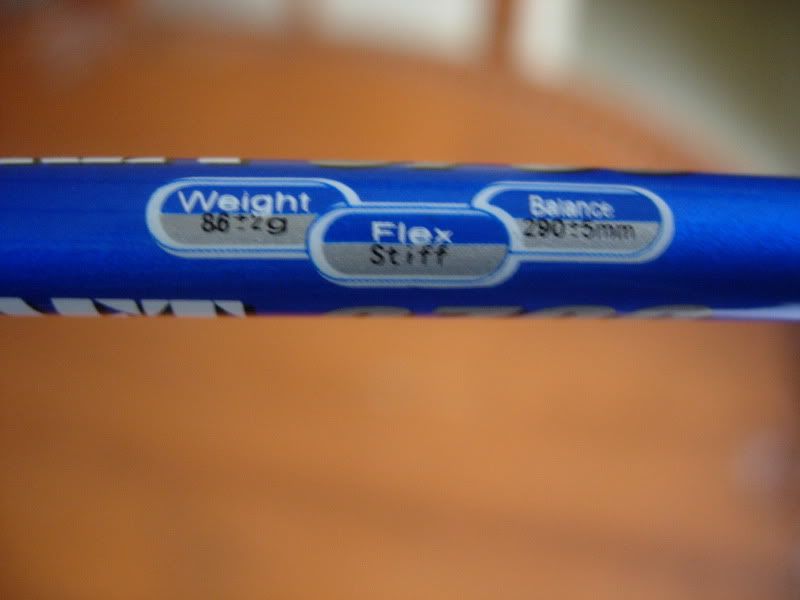 Weight
86±2g
Flex
Stiff
Balance
290±5mm